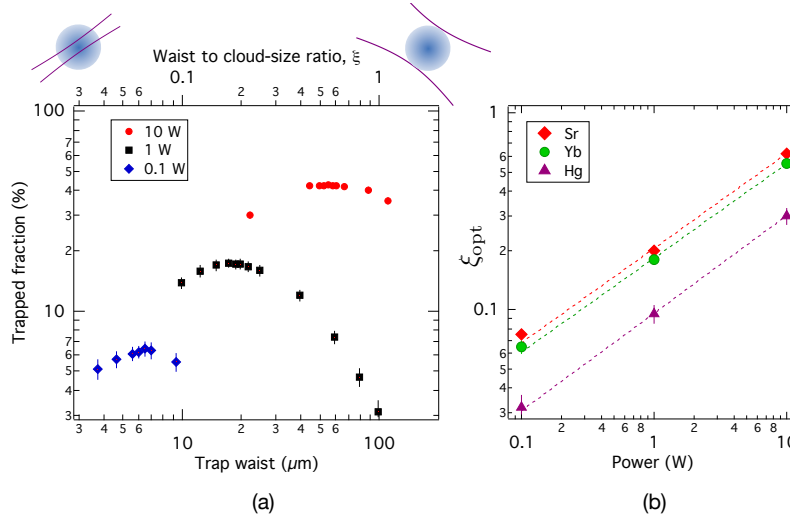 Waist to cloud-size ratio, ξ
3 4 5 6 0.1 2 3 4 5 6 1
Trapped fraction (%)
100
7
6
5
4
3
2
10
7
6
5
4
3
10 W
1 W
0.1 W
3 4 5 6 10 2 3 4 5 6 100
Trap waist (μm)
(a)
ξopt
1
6
5
4
3
2
0.1
6
5
4
3
Sr
Yb
Hg
0.1 2 4 6 8 1 2 4 6 8 10
Power (W)
(b)